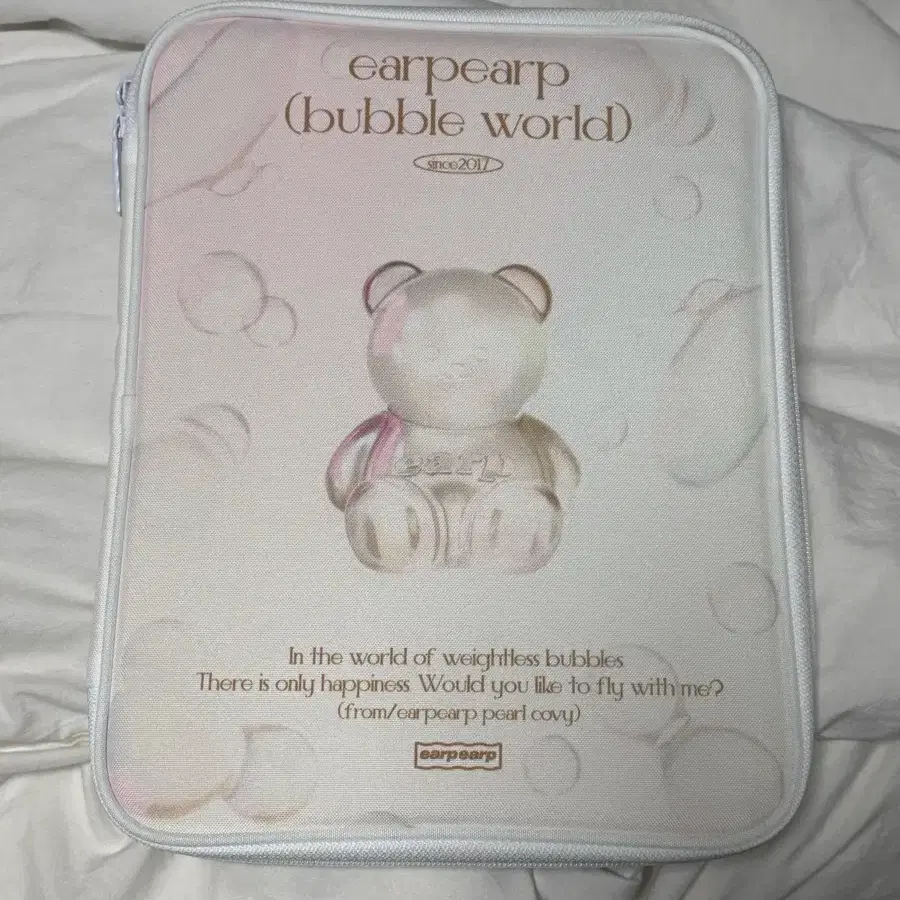 earpearp
(bubble world)
since2017
earp
In the world of weightless bubbles
There is only happiness Would you like to fly with me?
(from/earpearp pearl covy)
earpearp